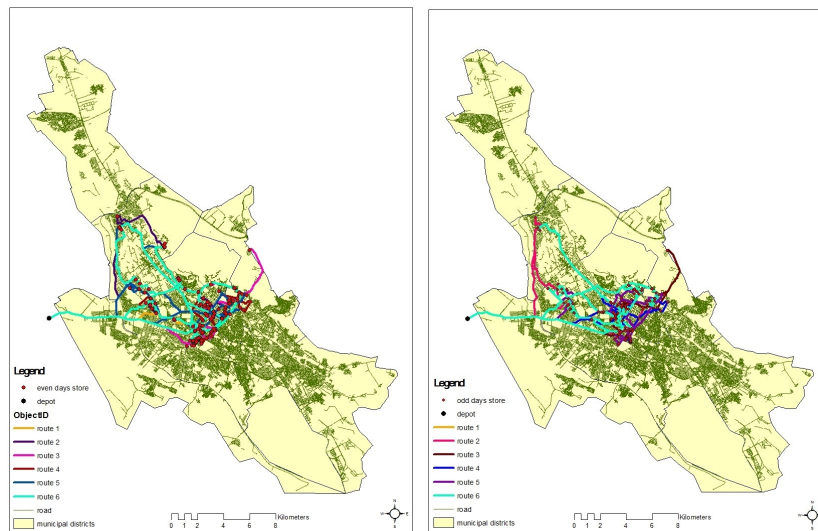 Legend
even days store
depot
ObjectID
route 1
route 2
route 3
route 4
route 5
route 6
road
municipal districts
0 1 2 4 6 8
Kilometers
N
W E
S
Legend
odd days store
depot
route 1
route 2
route 3
route 4
route 5
route 6
road
municipal districts
0 1 2 4 6 8
Kilometers
N
W E
S